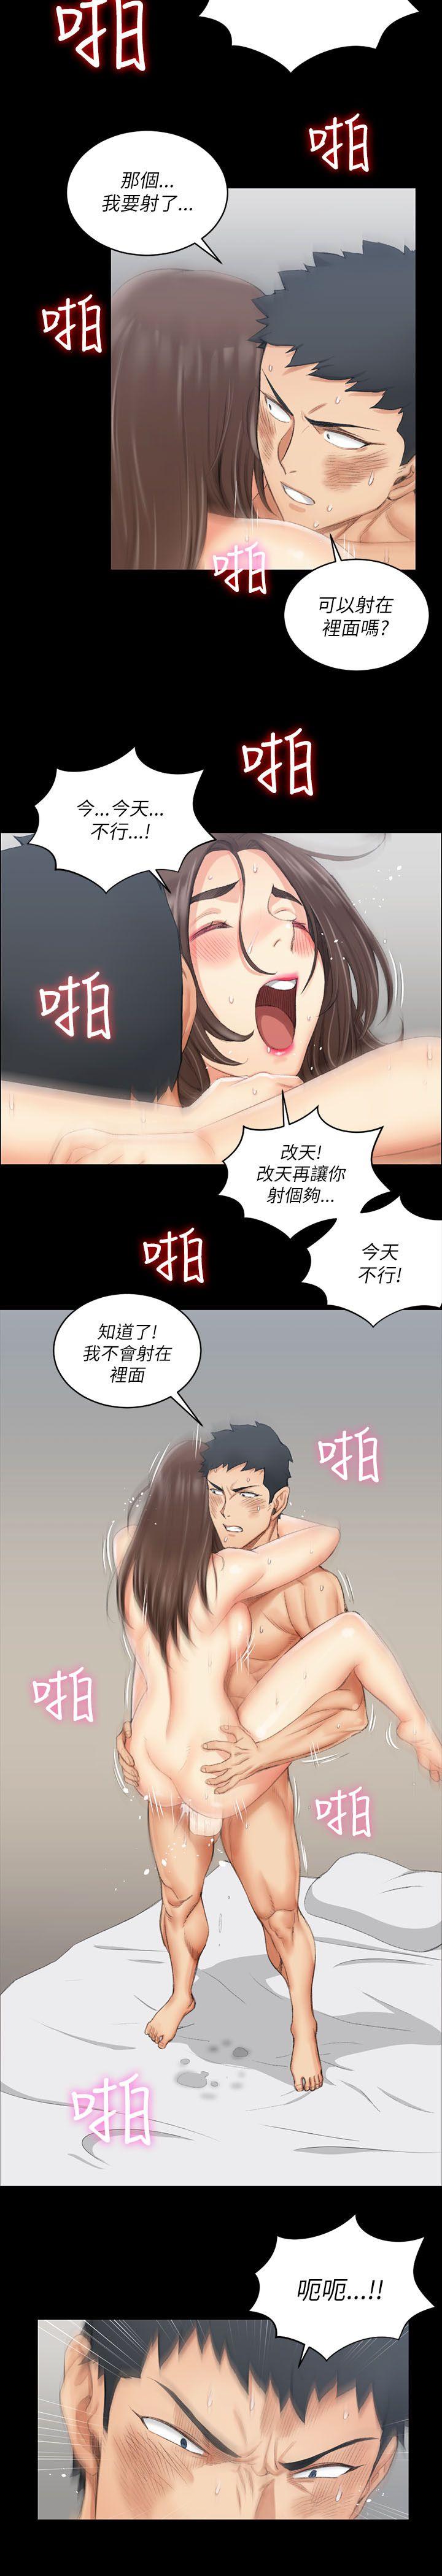 啪
啪
那個...
我要射了...
啪
啪
可以射在
裡面嗎?
啪
今...今天...
不行...!
啪
改天!
改天再讓你
射個夠...
啪
今天
不行!
知道了!
我不會射在
裡面
啪
啪
啪
啪
呃呃...!!